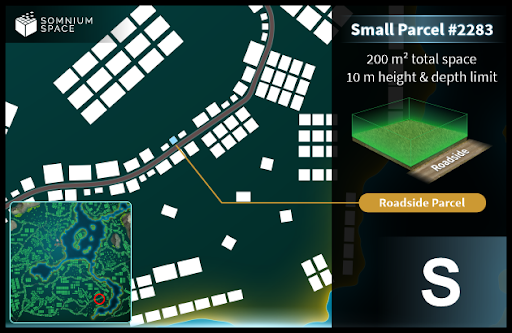 SOMNIUM
SPACE
Small Parcel #2283
200 m² total space
10 m height & depth limit
Roadside
Roadside Parcel
S